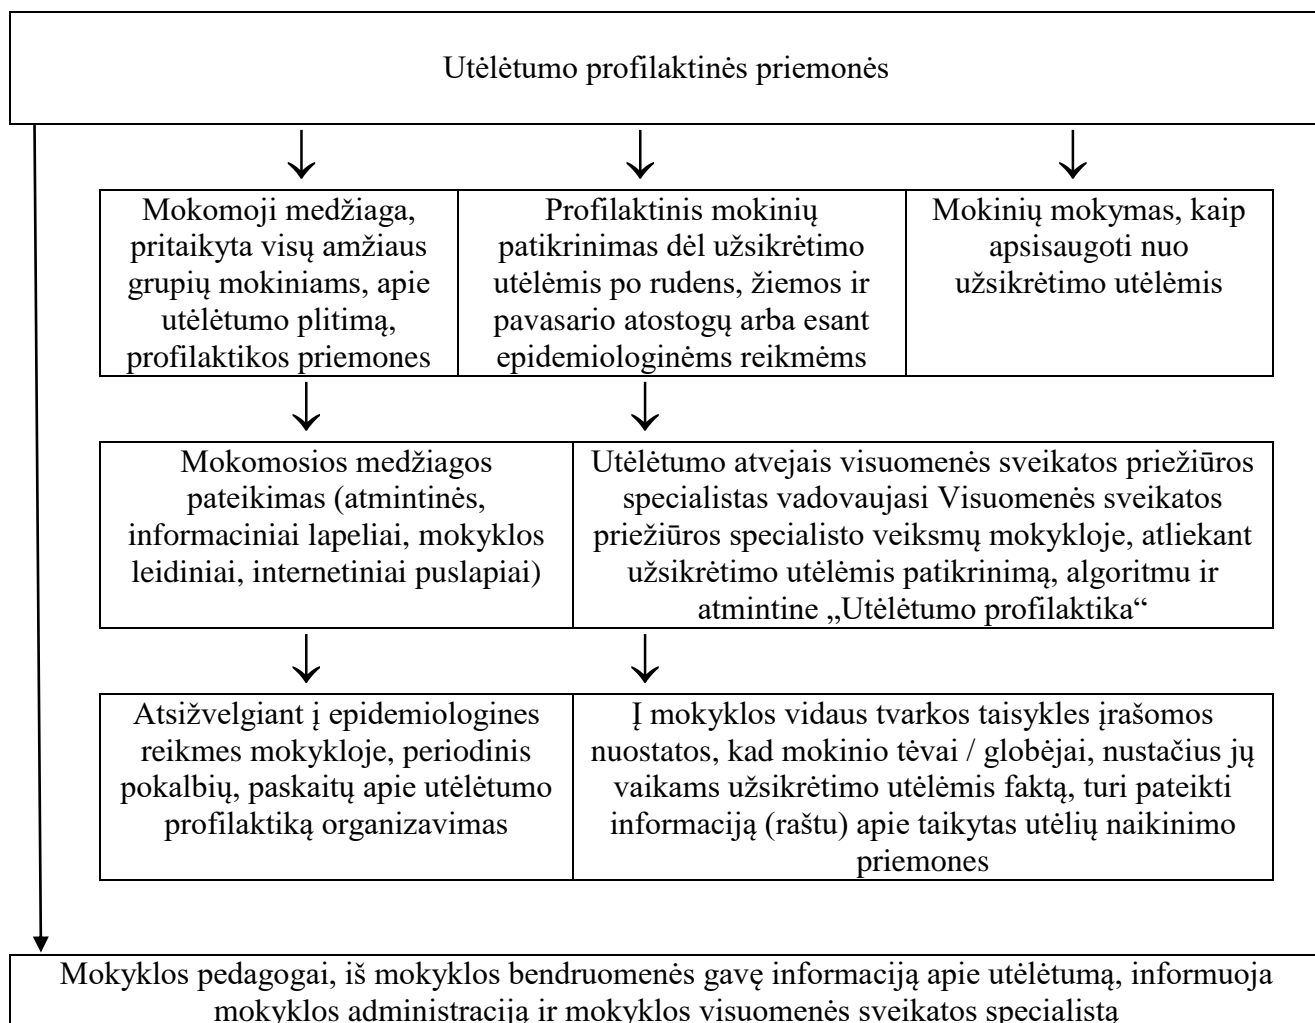 Utėlėtumo profilaktinės priemonės
Mokomoji medžiaga,
pritaikyta visų amžiaus
grupių mokiniams, apie
utėlėtumo plitimą,
profilaktikos priemones
Profilaktinis mokinių
patikrinimas dėl užsikrėtimo
utėlėmis po rudens, žiemos ir
pavasario atostogų arba esant
epidemiologinėms reikmėms
Mokinių mokymas, kaip
apsisaugoti nuo
užsikrėtimo utėlėmis
Mokomosios medžiagos
pateikimas (atmintinės,
informaciniai lapeliai, mokyklos
leidiniai, internetiniai puslapiai)
Utėlėtumo atvejais visuomenės sveikatos priežiūros
specialistas vadovaujasi Visuomenės sveikatos
priežiūros specialisto veiksmų mokykloje, atliekant
užsikrėtimo utėlėmis patikrinimą, algoritmu ir
atmintine „Utėlėtumo profilaktika“
Atsižvelgiant į epidemiologines
reikmes mokykloje, periodinis
pokalbių, paskaitų apie utėlėtumo
profilaktiką organizavimas
Į mokyklos vidaus tvarkos taisykles įrašomos
nuostatos, kad mokinio tėvai / globėjai, nustačius jų
vaikams užsikrėtimo utėlėmis faktą, turi pateikti
informaciją (raštu) apie taikytas utėlių naikinimo
priemones
Mokyklos pedagogai, iš mokyklos bendruomenės gavę informaciją apie utėlėtumą, informuoja
mokyklos administraciją ir mokyklos visuomenės sveikatos specialistą